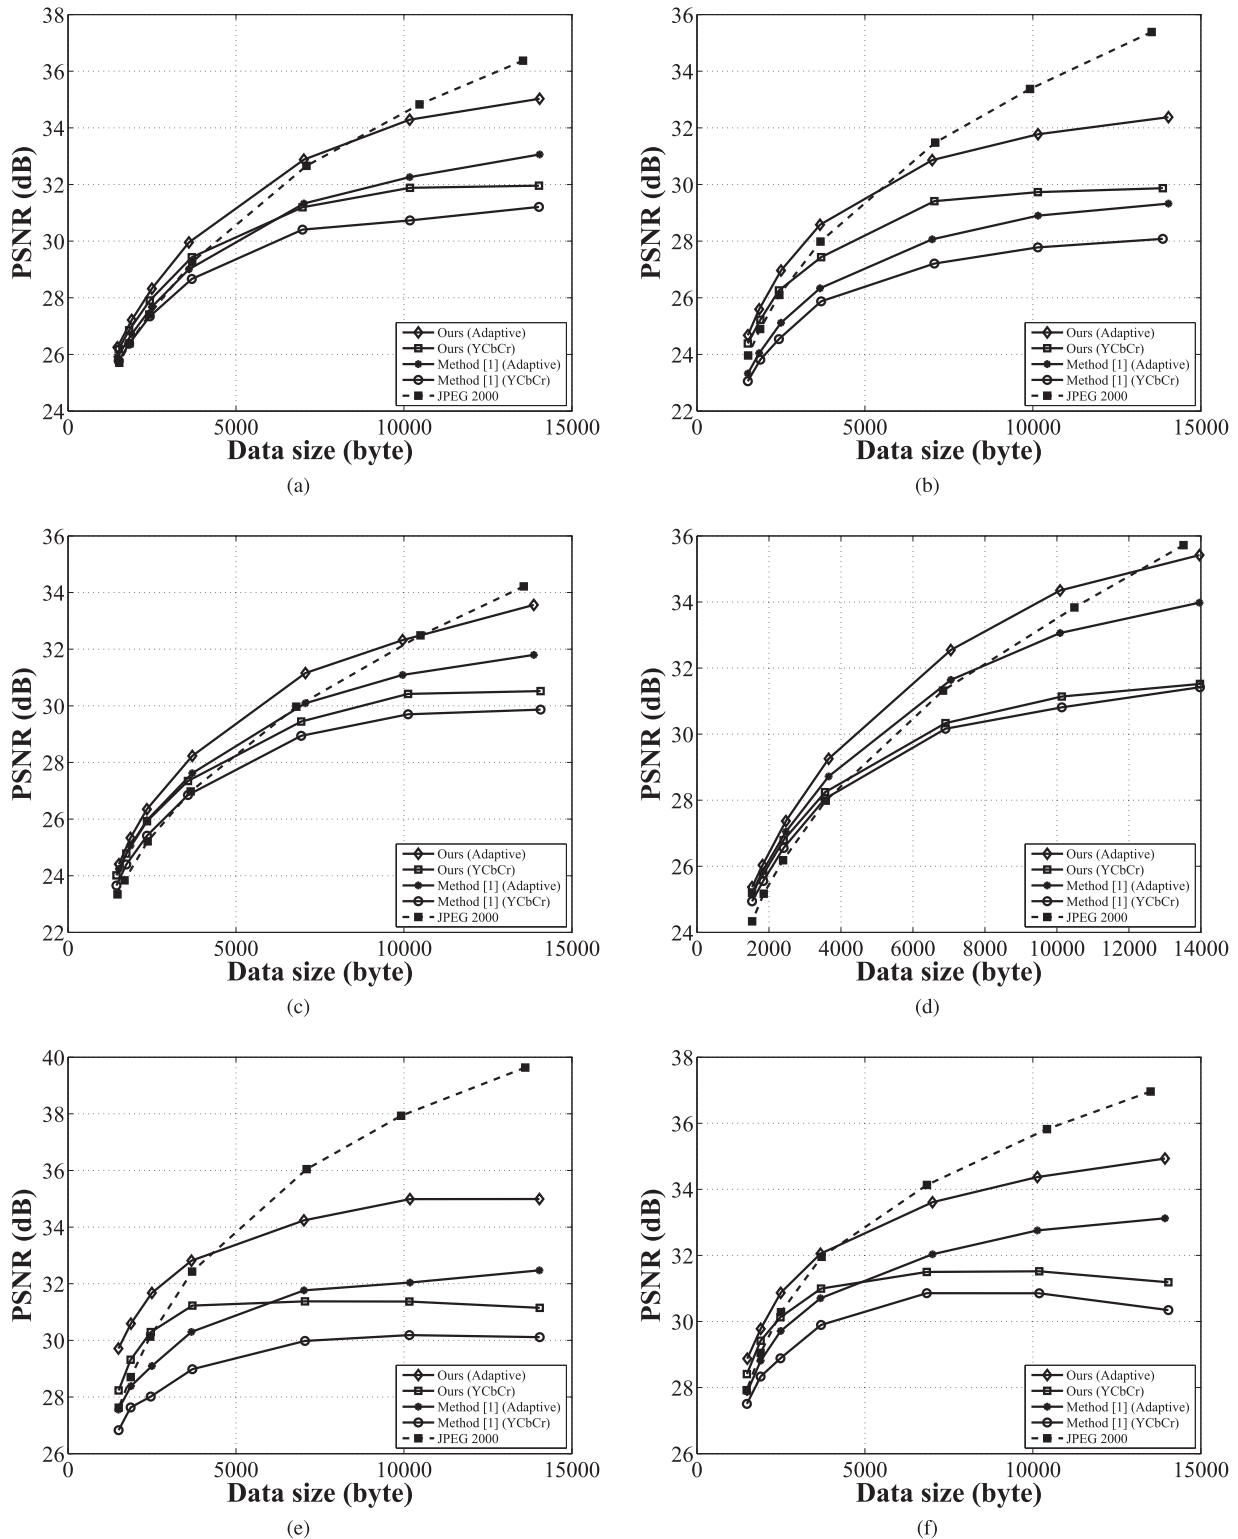 38
36
34
32
30
28
26
24
PSNR (dB)
Ours (Adaptive)
Ours (YCbCr)
Method [1] (Adaptive)
Method [1] (YCbCr)
JPEG 2000
0 5000 10000 15000
Data size (byte)
(a)
38
36
34
32
30
28
26
24
22
PSNR (dB)
Ours (Adaptive)
Ours (YCbCr)
Method [1] (Adaptive)
Method [1] (YCbCr)
JPEG 2000
0 5000 10000 15000
Data size (byte)
(b)
36
34
32
30
28
26
24
22
PSNR (dB)
Ours (Adaptive)
Ours (YCbCr)
Method [1] (Adaptive)
Method [1] (YCbCr)
JPEG 2000
0 5000 10000 15000
Data size (byte)
(c)
36
34
32
30
28
26
24
PSNR (dB)
Ours (Adaptive)
Ours (YCbCr)
Method [1] (Adaptive)
Method [1] (YCbCr)
JPEG 2000
0 2000 4000 6000 8000 10000 12000 14000
Data size (byte)
(d)
40
38
36
34
32
30
28
26
PSNR (dB)
Ours (Adaptive)
Ours (YCbCr)
Method [1] (Adaptive)
Method [1] (YCbCr)
JPEG 2000
0 5000 10000 15000
Data size (byte)
(e)
38
36
34
32
30
28
26
PSNR (dB)
Ours (Adaptive)
Ours (YCbCr)
Method [1] (Adaptive)
Method [1] (YCbCr)
JPEG 2000
0 5000 10000 15000
Data size (byte)
(f)